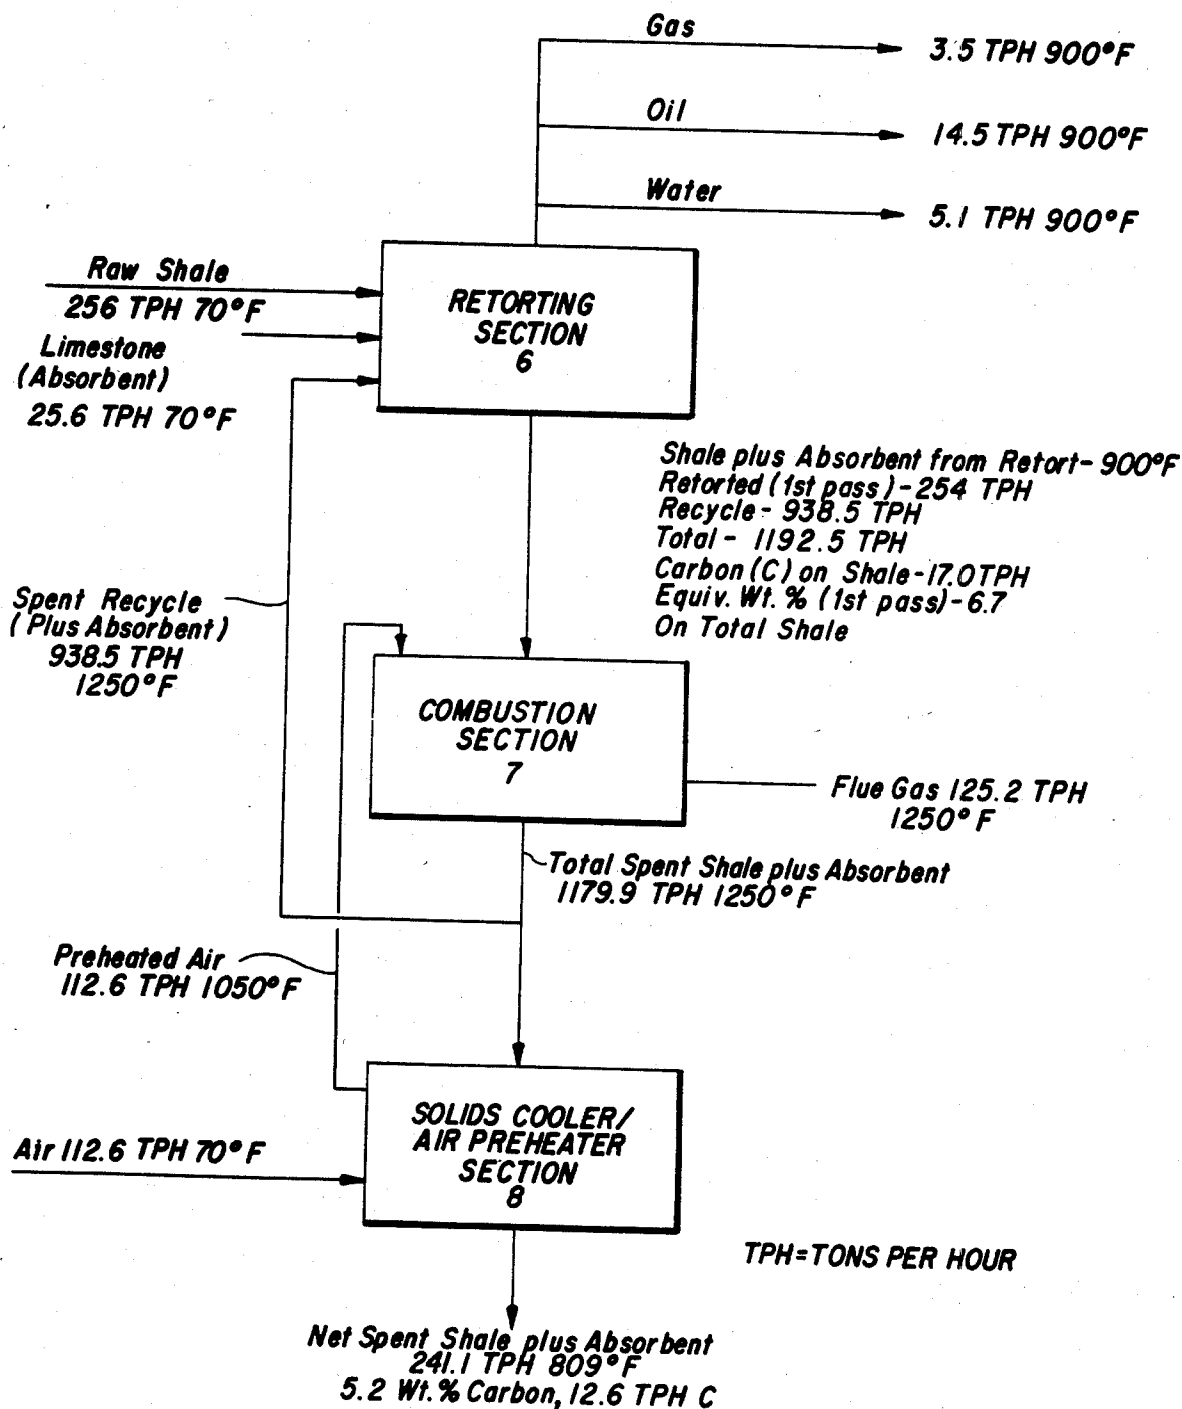 Gas
3.5 TPH 900°F
Oil
14.5 TPH 900°F
Water
5.1 TPH 900°F
Raw Shale
256 TPH 70°F
Limestone
(Absorbent)
25.6 TPH 70°F
RETORTING
SECTION
6
Shale plus Absorbent from Retort- 900°F
Retorted (1st pass) - 254 TPH
Recycle - 938.5 TPH
Total - 1192.5 TPH
Carbon (C) on Shale - 17.0 TPH
Equiv. Wt. % (1st pass) - 6.7
On Total Shale
Spent Recycle
(Plus Absorbent)
938.5 TPH
1250°F
COMBUSTION
SECTION
7
Flue Gas 125.2 TPH
1250°F
Total Spent Shale plus Absorbent
1179.9 TPH 1250°F
Preheated Air
112.6 TPH 1050°F
SOLIDS COOLER/
AIR PREHEATER
SECTION
8
Air 112.6 TPH 70°F
TPH=TONS PER HOUR
Net Spent Shale plus Absorbent
241.1 TPH 809°F
5.2 Wt.% Carbon, 12.6 TPH C